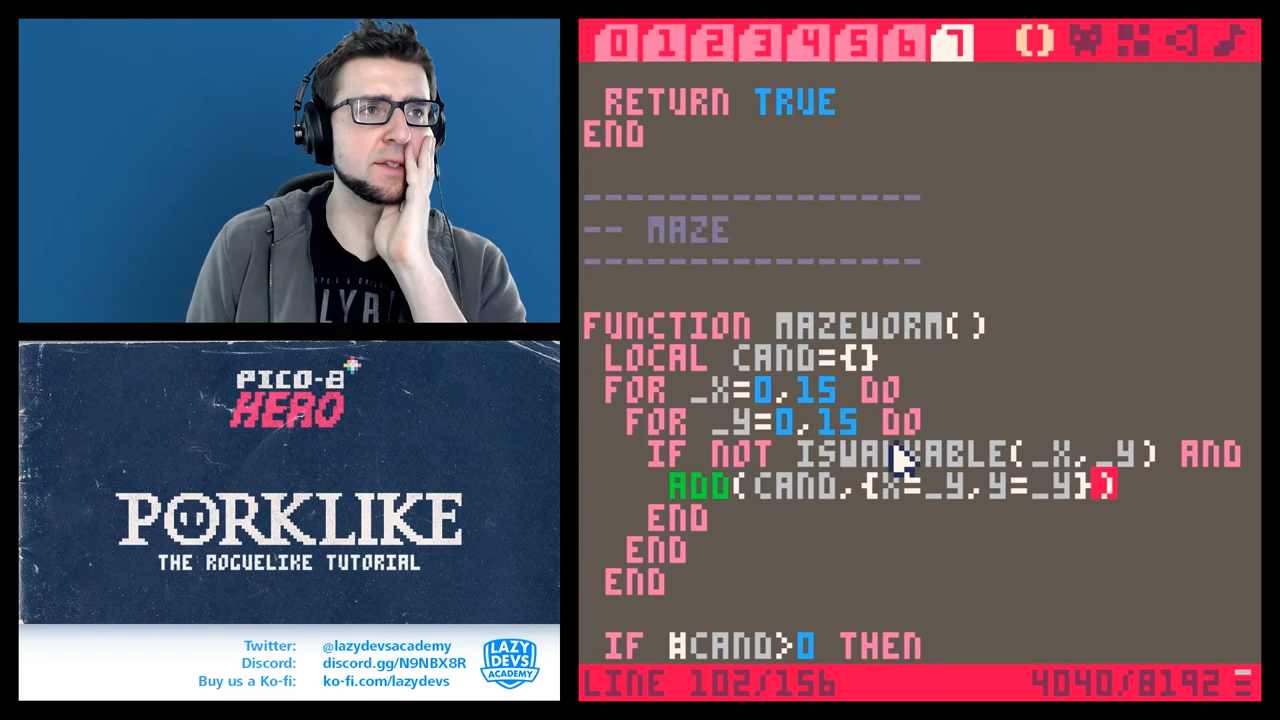 0 1 2 3 4 5 6 7
RETURN TRUE
END
----------------
-- MAZE
----------------
FUNCTION MAZEWORM()
LOCAL CAND={}
FOR _X=0,15 DO
FOR _Y=0,15 DO
IF NOT ISWALKABLE(_X,_Y) AND
ADD(CAND,{X=_Y,Y=_Y})
END
END
END
IF #CAND>0 THEN
LINE 102/156 4040/8192
LYR
PICO-8
HERO
PORKLIKE
THE ROGUELIKE TUTORIAL
Twitter: @lazydevsacademy
Discord: discord.gg/N9NBX8R
Buy us a Ko-fi: ko-fi.com/lazydevs
LAZY
DEVS
ACADEMY